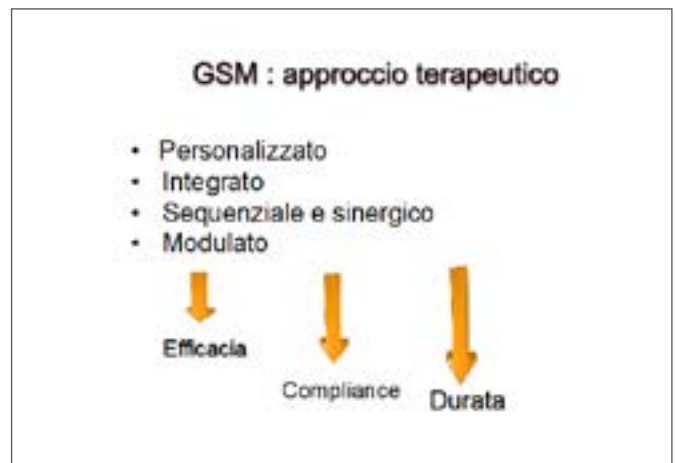 GSM : approccio terapeutico
• Personalizzato
• Integrato
• Sequenziale e sinergico
• Modulato
Efficacia
Compliance
Durata